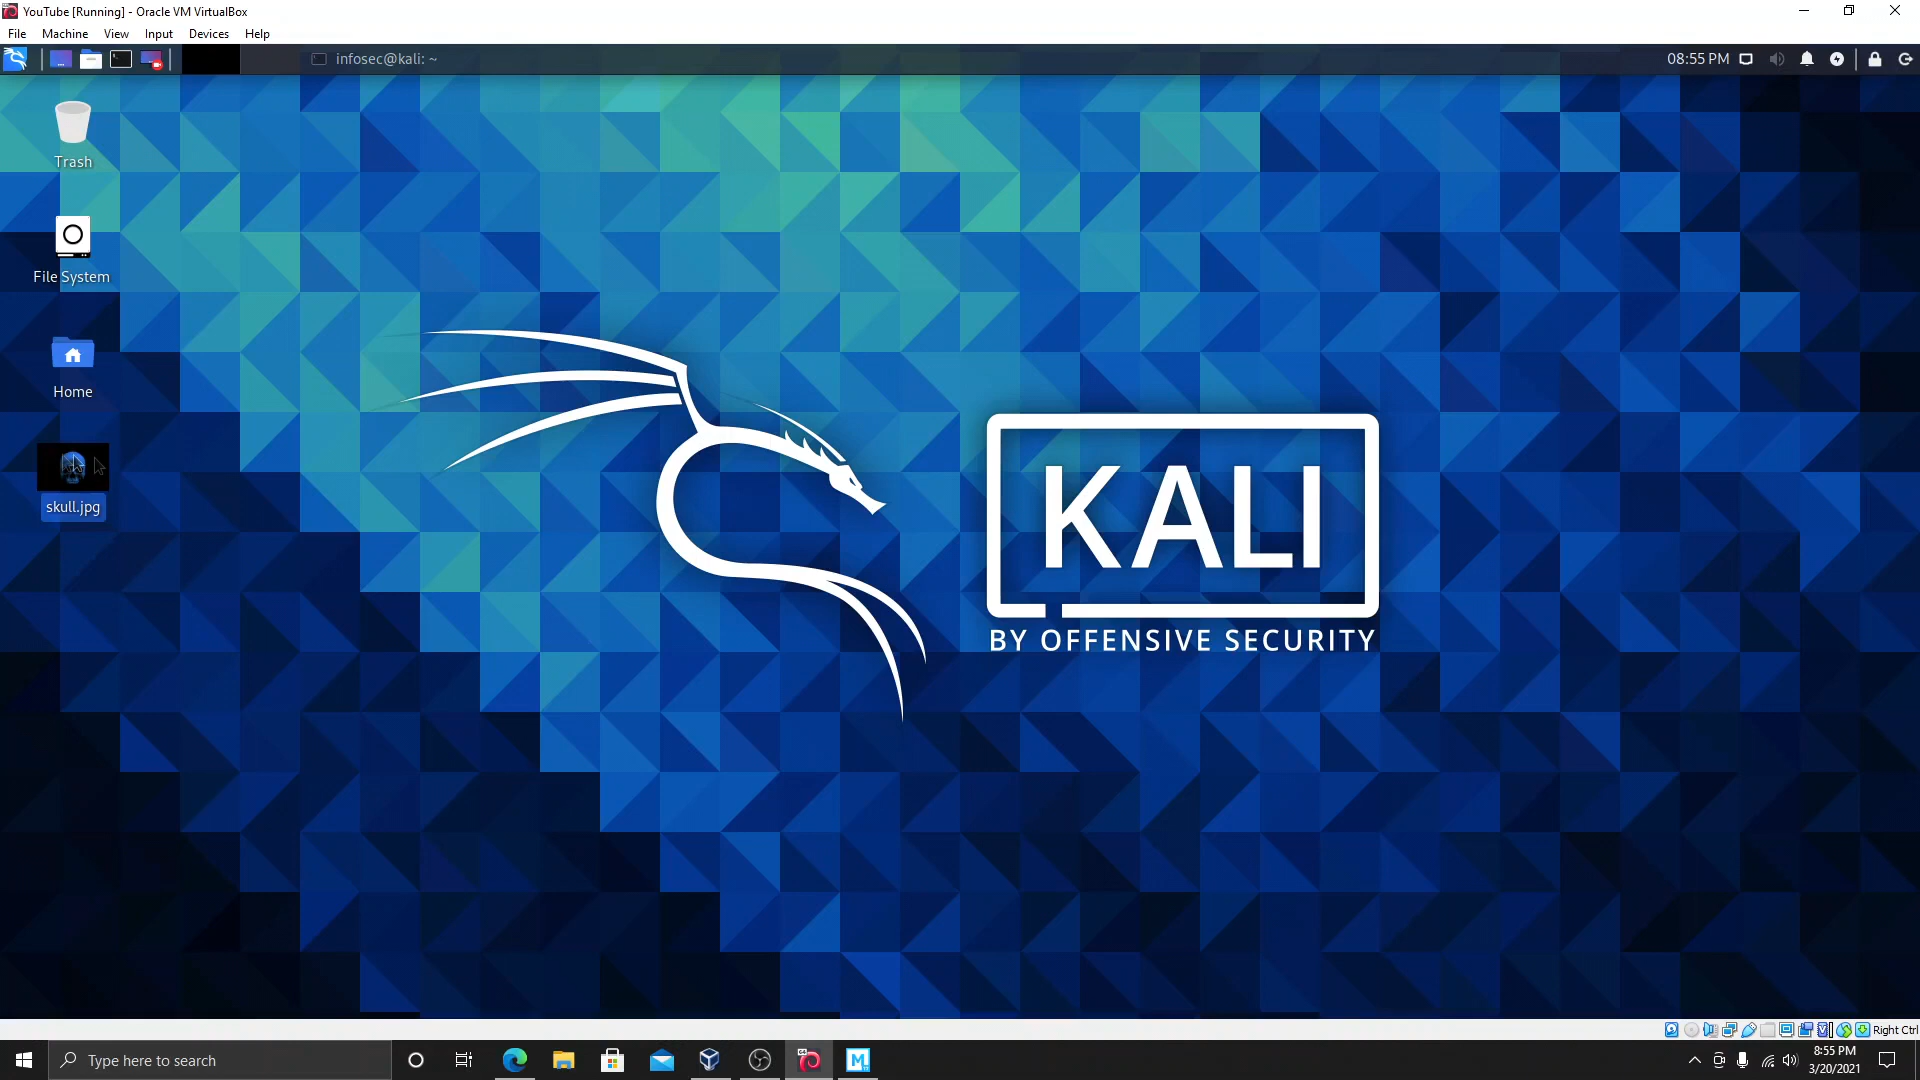 YouTube [Running] - Oracle VM VirtualBox
File Machine View Input Devices Help
infosec@kali: ~
08:55 PM
Trash
File System
Home
skull.jpg
KALI
BY OFFENSIVE SECURITY
Right Ctrl
Type here to search
8:55 PM
3/20/2021